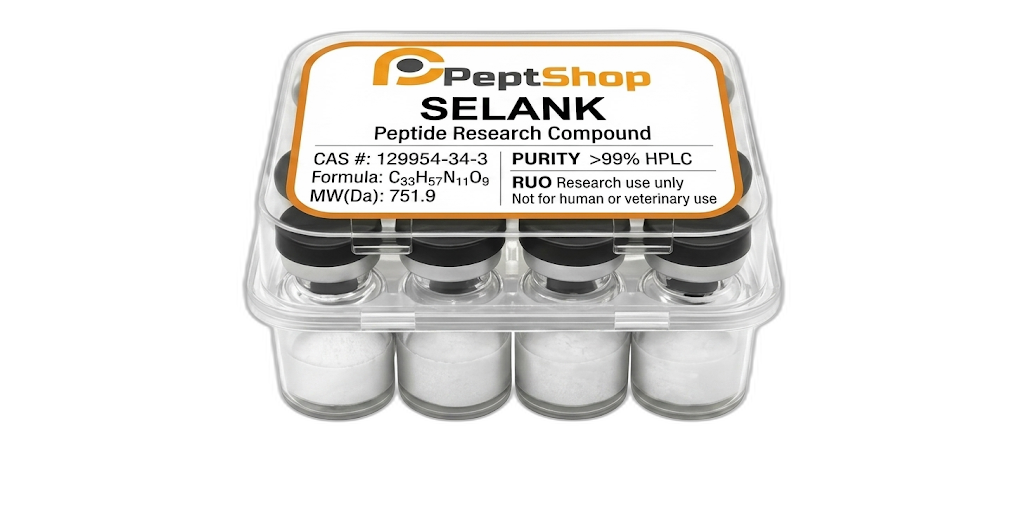 PeptShop
SELANK
Peptide Research Compound
CAS #: 129954-34-3
Formula: C₃₃H₅₇N₁₁O₉
MW(Da): 751.9
PURITY >99% HPLC
RUO Research use unly
Not for human or veterinary use